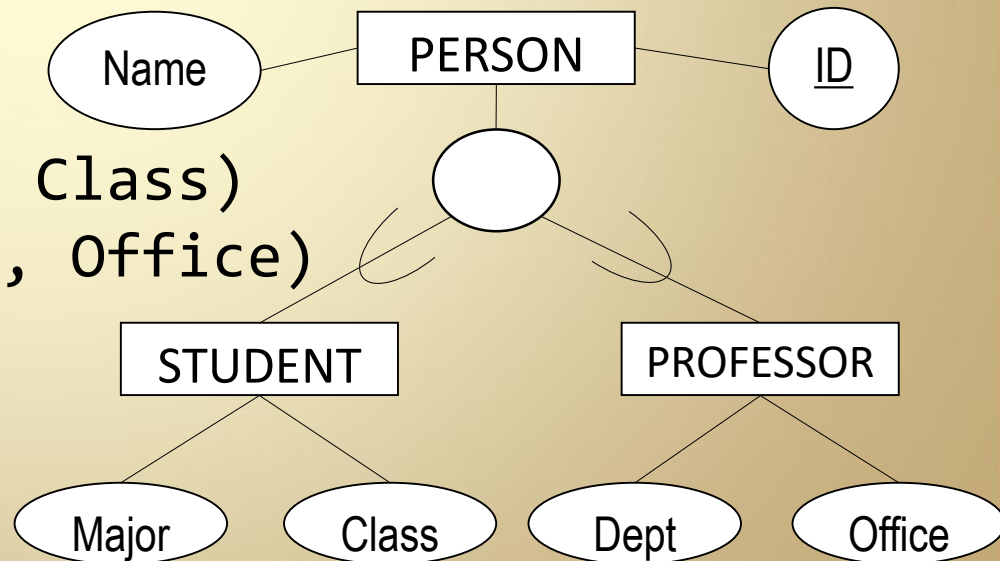 Name
PERSON
ID
Class)
, Office)
STUDENT
PROFESSOR
Major
Class
Dept
Office